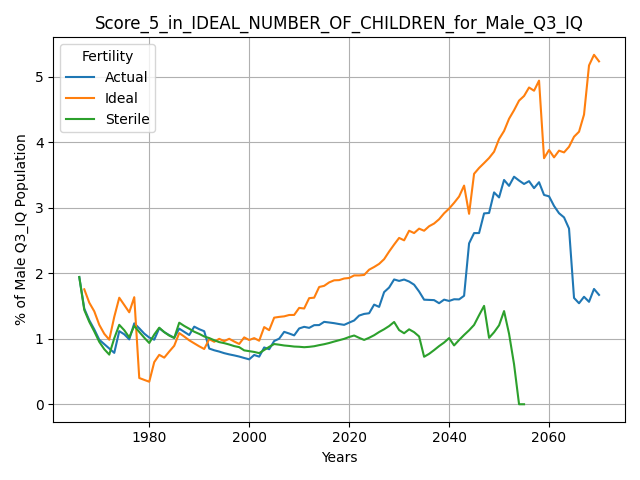 Score_5_in_IDEAL_NUMBER_OF_CHILDREN_for_Male_Q3_IQ
Fertility
Actual
Ideal
Sterile
% of Male Q3_IQ Population
5
4
3
2
1
0
1980 2000 2020 2040 2060
Years